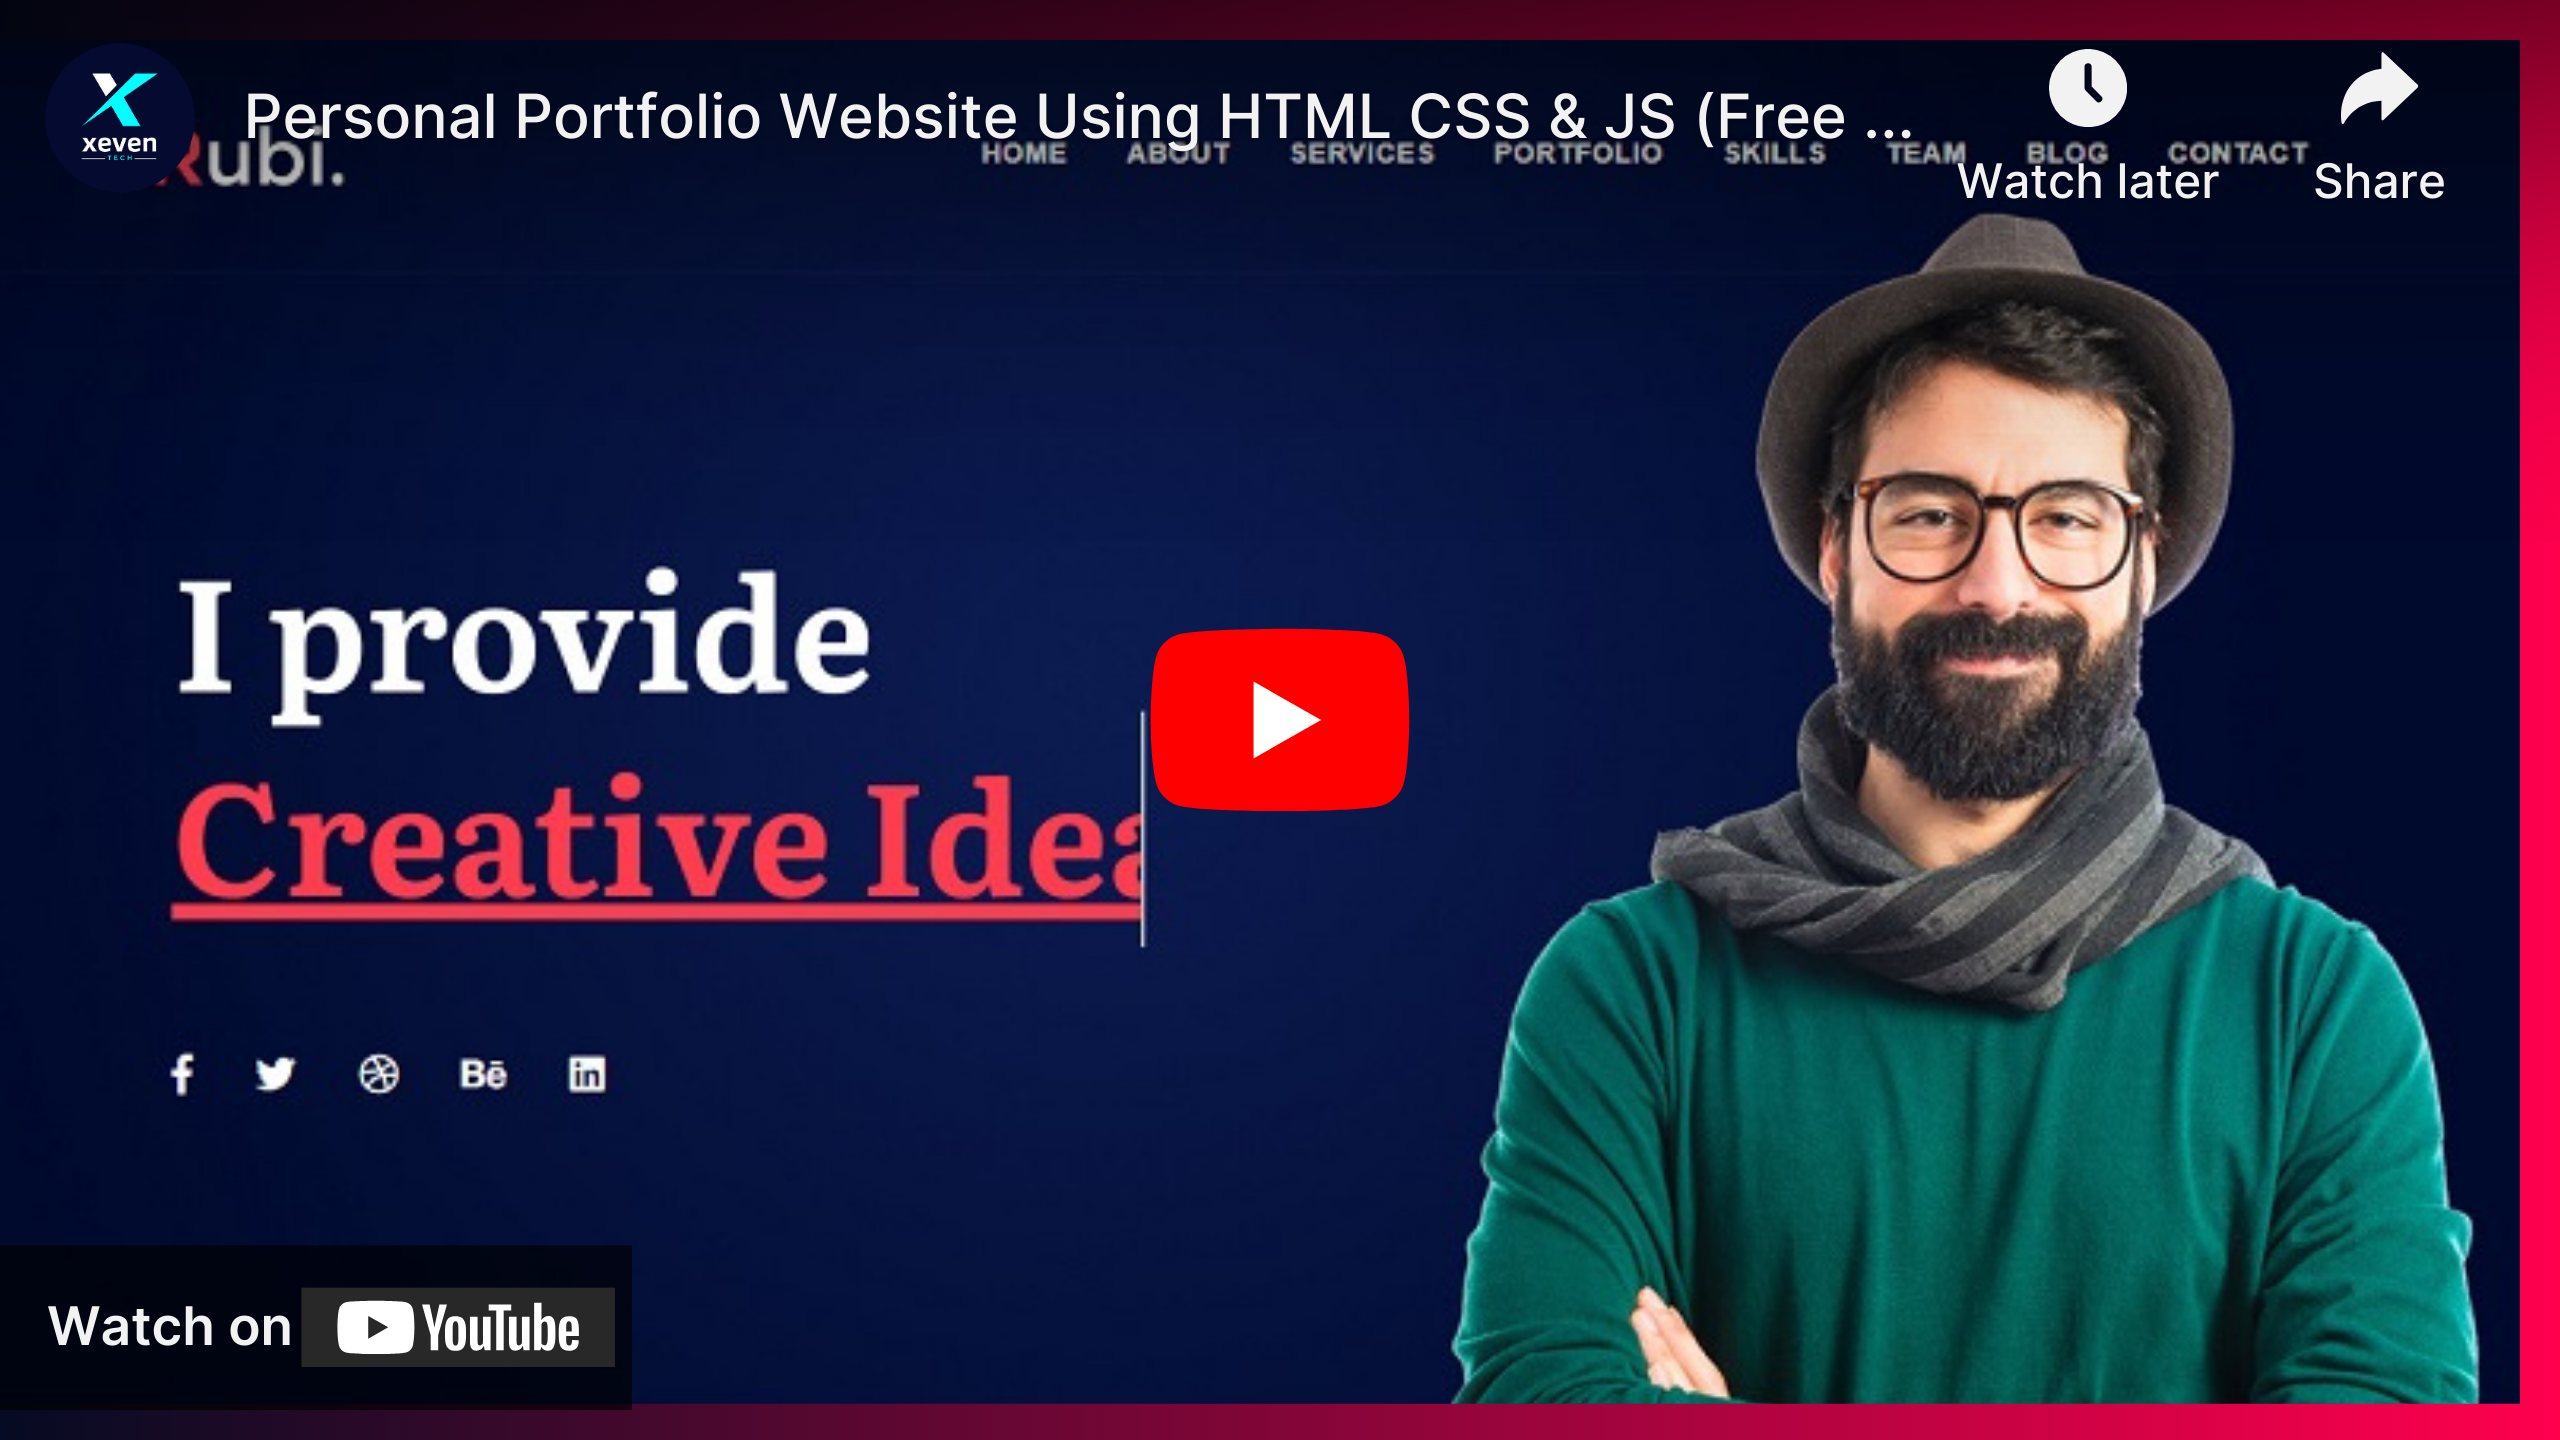 xeven
TECH
Personal Portfolio Website Using HTML CSS & JS (Free ...
Watch later
Share
Rubi.
HOME ABOUT SERVICES PORTFOLIO SKILLS TEAM BLOG CONTACT
I provide
Creative Idea
Bē
in
Watch on YouTube